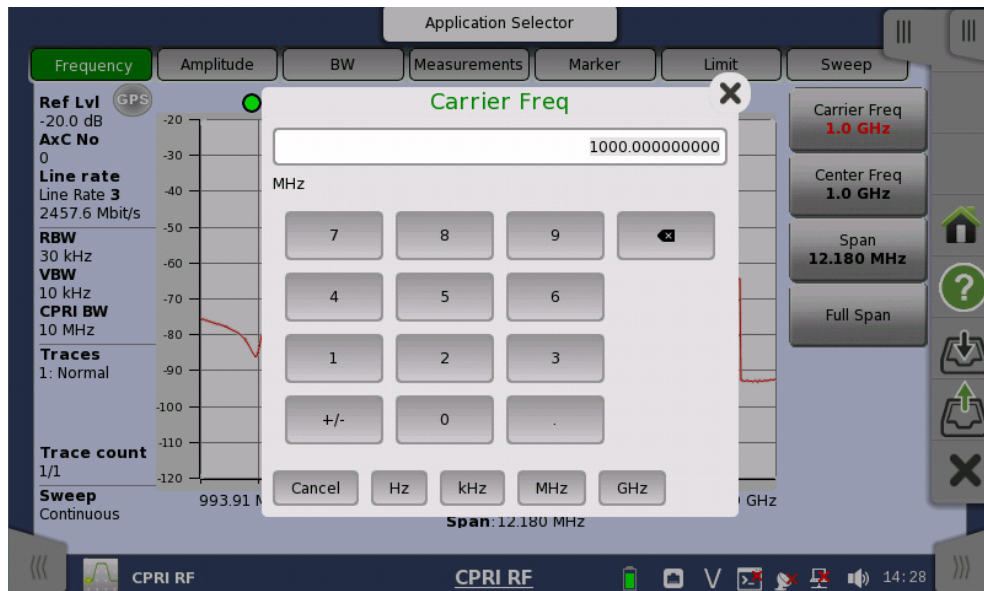 Application Selector
Frequency
Amplitude
BW
Measurements
Marker
Limit
Sweep
Ref Lvl
GPS
-20.0 dB
AxC No
0
Line rate
Line Rate 3
2457.6 Mbit/s
RBW
30 kHz
VBW
10 kHz
CPRI BW
10 MHz
Traces
1: Normal
Trace count
1/1
Sweep
Continuous
-20
-30
-40
-50
-60
-70
-80
-90
-100
-110
-120
993.91 M
GHz
Span:12.180 MHz
Carrier Freq
1000.000000000
MHz
7 8 9
4 5 6
1 2 3
+/- 0 .
Cancel Hz kHz MHz GHz
Carrier Freq
1.0 GHz
Center Freq
1.0 GHz
Span
12.180 MHz
Full Span
CPRI RF
CPRI RF
14:28